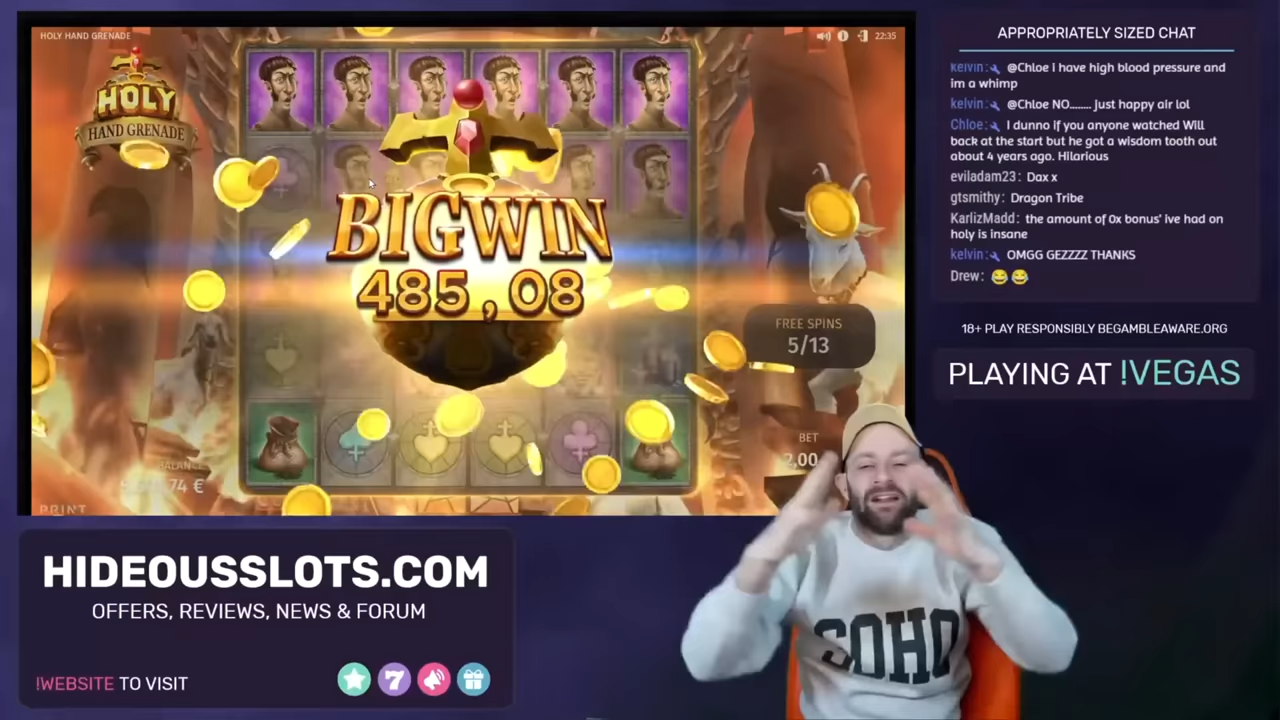 HOLY HAND GRENADE
22:35
HOLY
HAND GRENADE
BIGWIN
485,08
FREE SPINS
5/13
BET
2,00
BALANCE
74 €
PRINT
APPROPRIATELY SIZED CHAT
kelvin: @Chloe i have high blood pressure and
im a whimp
kelvin: @Chloe NO........ just happy air lol
Chloe: I dunno if you anyone watched Will
back at the start but he got a wisdom tooth out
about 4 years ago. Hilarious
eviladam23: Dax x
gtsmithy: Dragon Tribe
KarlizMadd: the amount of 0x bonus' ive had on
holy is insane
kelvin: OMGG GEZZZZ THANKS
Drew: 😂 😂
18+ PLAY RESPONSIBLY BEGAMBLEAWARE.ORG
PLAYING AT !VEGAS
SOHO
HIDEOUSSLOTS.COM
OFFERS, REVIEWS, NEWS & FORUM
!WEBSITE TO VISIT
7